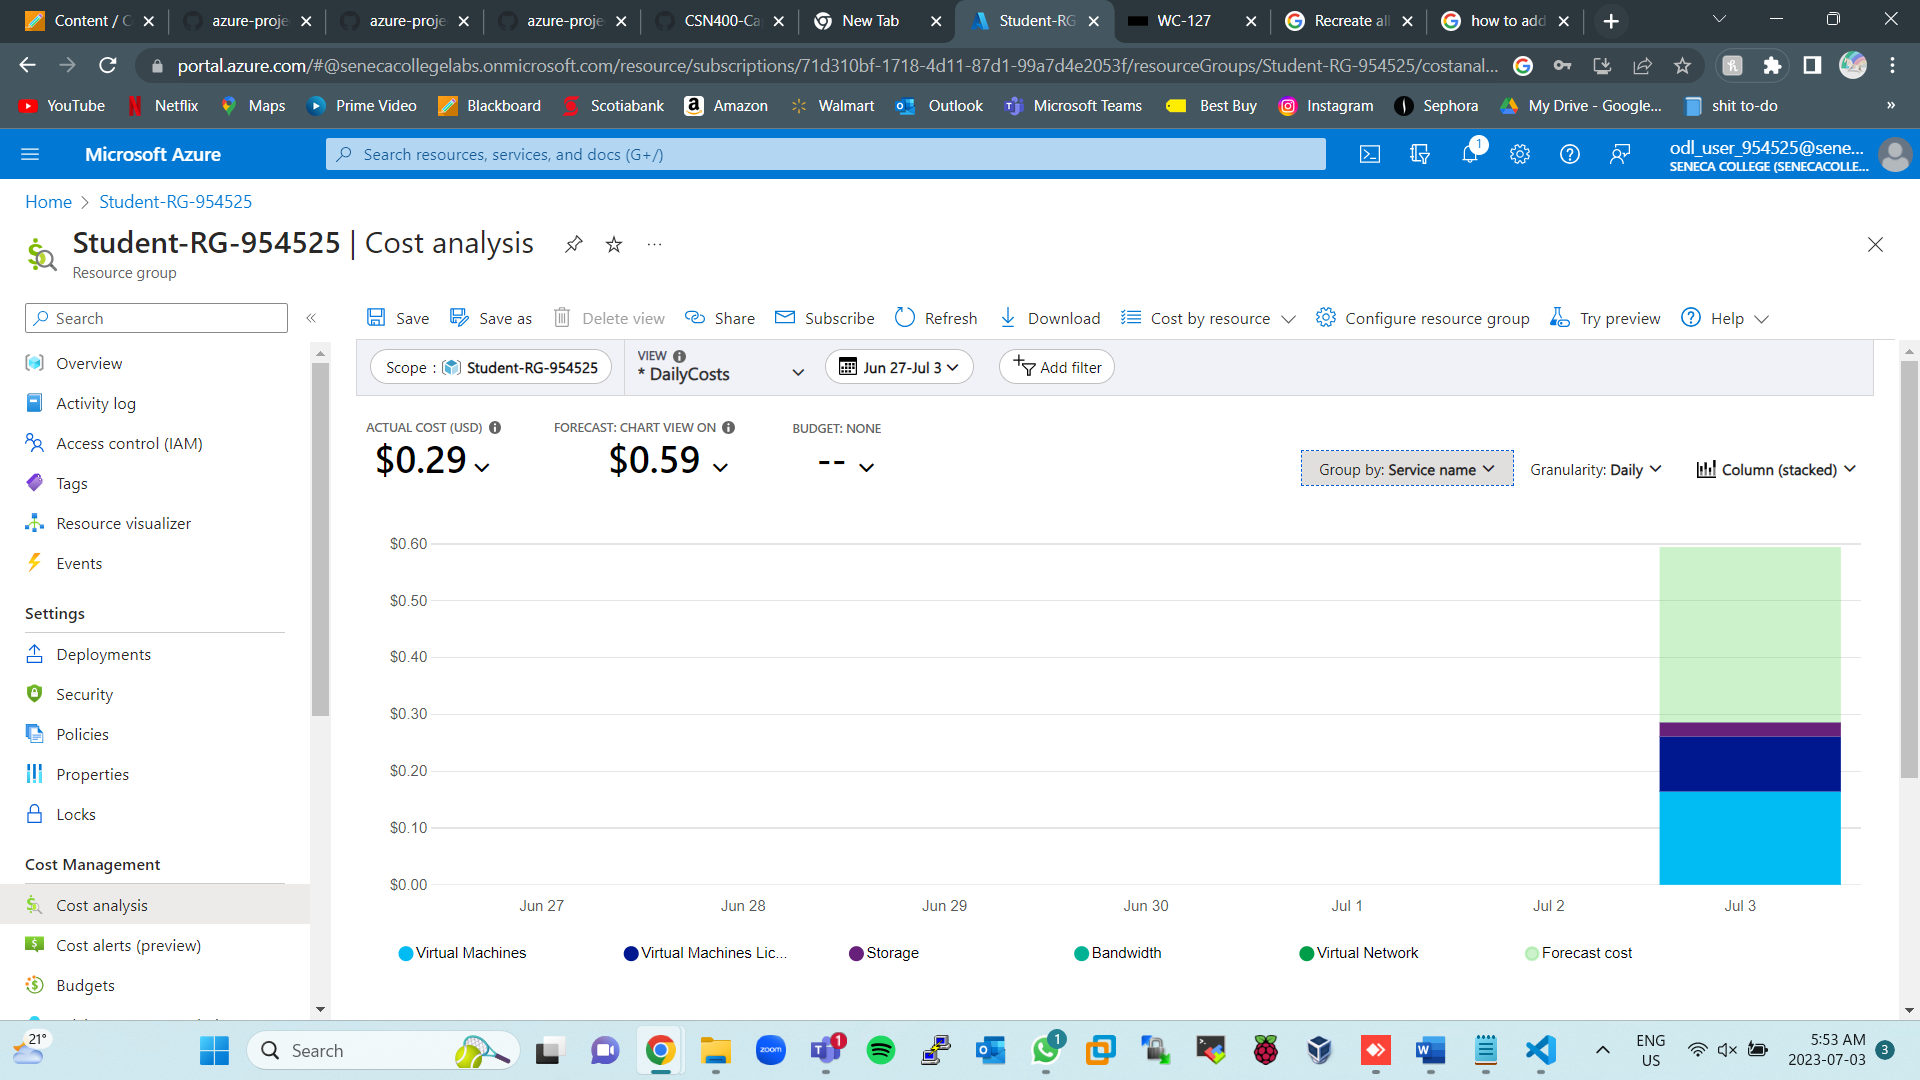 Content / C
azure-proje
azure-proje
azure-proje
CSN400-Ca
New Tab
Student-RG
WC-127
Recreate all
how to add
portal.azure.com/#@senecacollegelabs.onmicrosoft.com/resource/subscriptions/71d310bf-1718-4d11-87d1-99a7d4e2053f/resourceGroups/Student-RG-954525/costanal...
YouTube
Netflix
Maps
Prime Video
Blackboard
Scotiabank
Amazon
Walmart
Outlook
Microsoft Teams
Best Buy
Instagram
Sephora
My Drive - Google...
shit to-do
»
Microsoft Azure
Search resources, services, and docs (G+/)
1
odl_user_954525@sene...
SENECA COLLEGE (SENECACOLLE...
Home > Student-RG-954525
Student-RG-954525 | Cost analysis
...
Resource group
Search
«
Save
Save as
Delete view
Share
Subscribe
Refresh
Download
Cost by resource
Configure resource group
Try preview
Help
Overview
Activity log
Access control (IAM)
Tags
Resource visualizer
Events
Settings
Deployments
Security
Policies
Properties
Locks
Cost Management
Cost analysis
Cost alerts (preview)
Budgets
Scope : Student-RG-954525
VIEW
* DailyCosts
Jun 27-Jul 3
Add filter
ACTUAL COST (USD)
$0.29
FORECAST: CHART VIEW ON
$0.59
BUDGET: NONE
--
Group by: Service name
Granularity: Daily
Column (stacked)
$0.60
$0.50
$0.40
$0.30
$0.20
$0.10
$0.00
Jun 27
Jun 28
Jun 29
Jun 30
Jul 1
Jul 2
Jul 3
Virtual Machines
Virtual Machines Lic...
Storage
Bandwidth
Virtual Network
Forecast cost
21°
Search
zoom
1
1
ENG
US
5:53 AM
2023-07-03
3